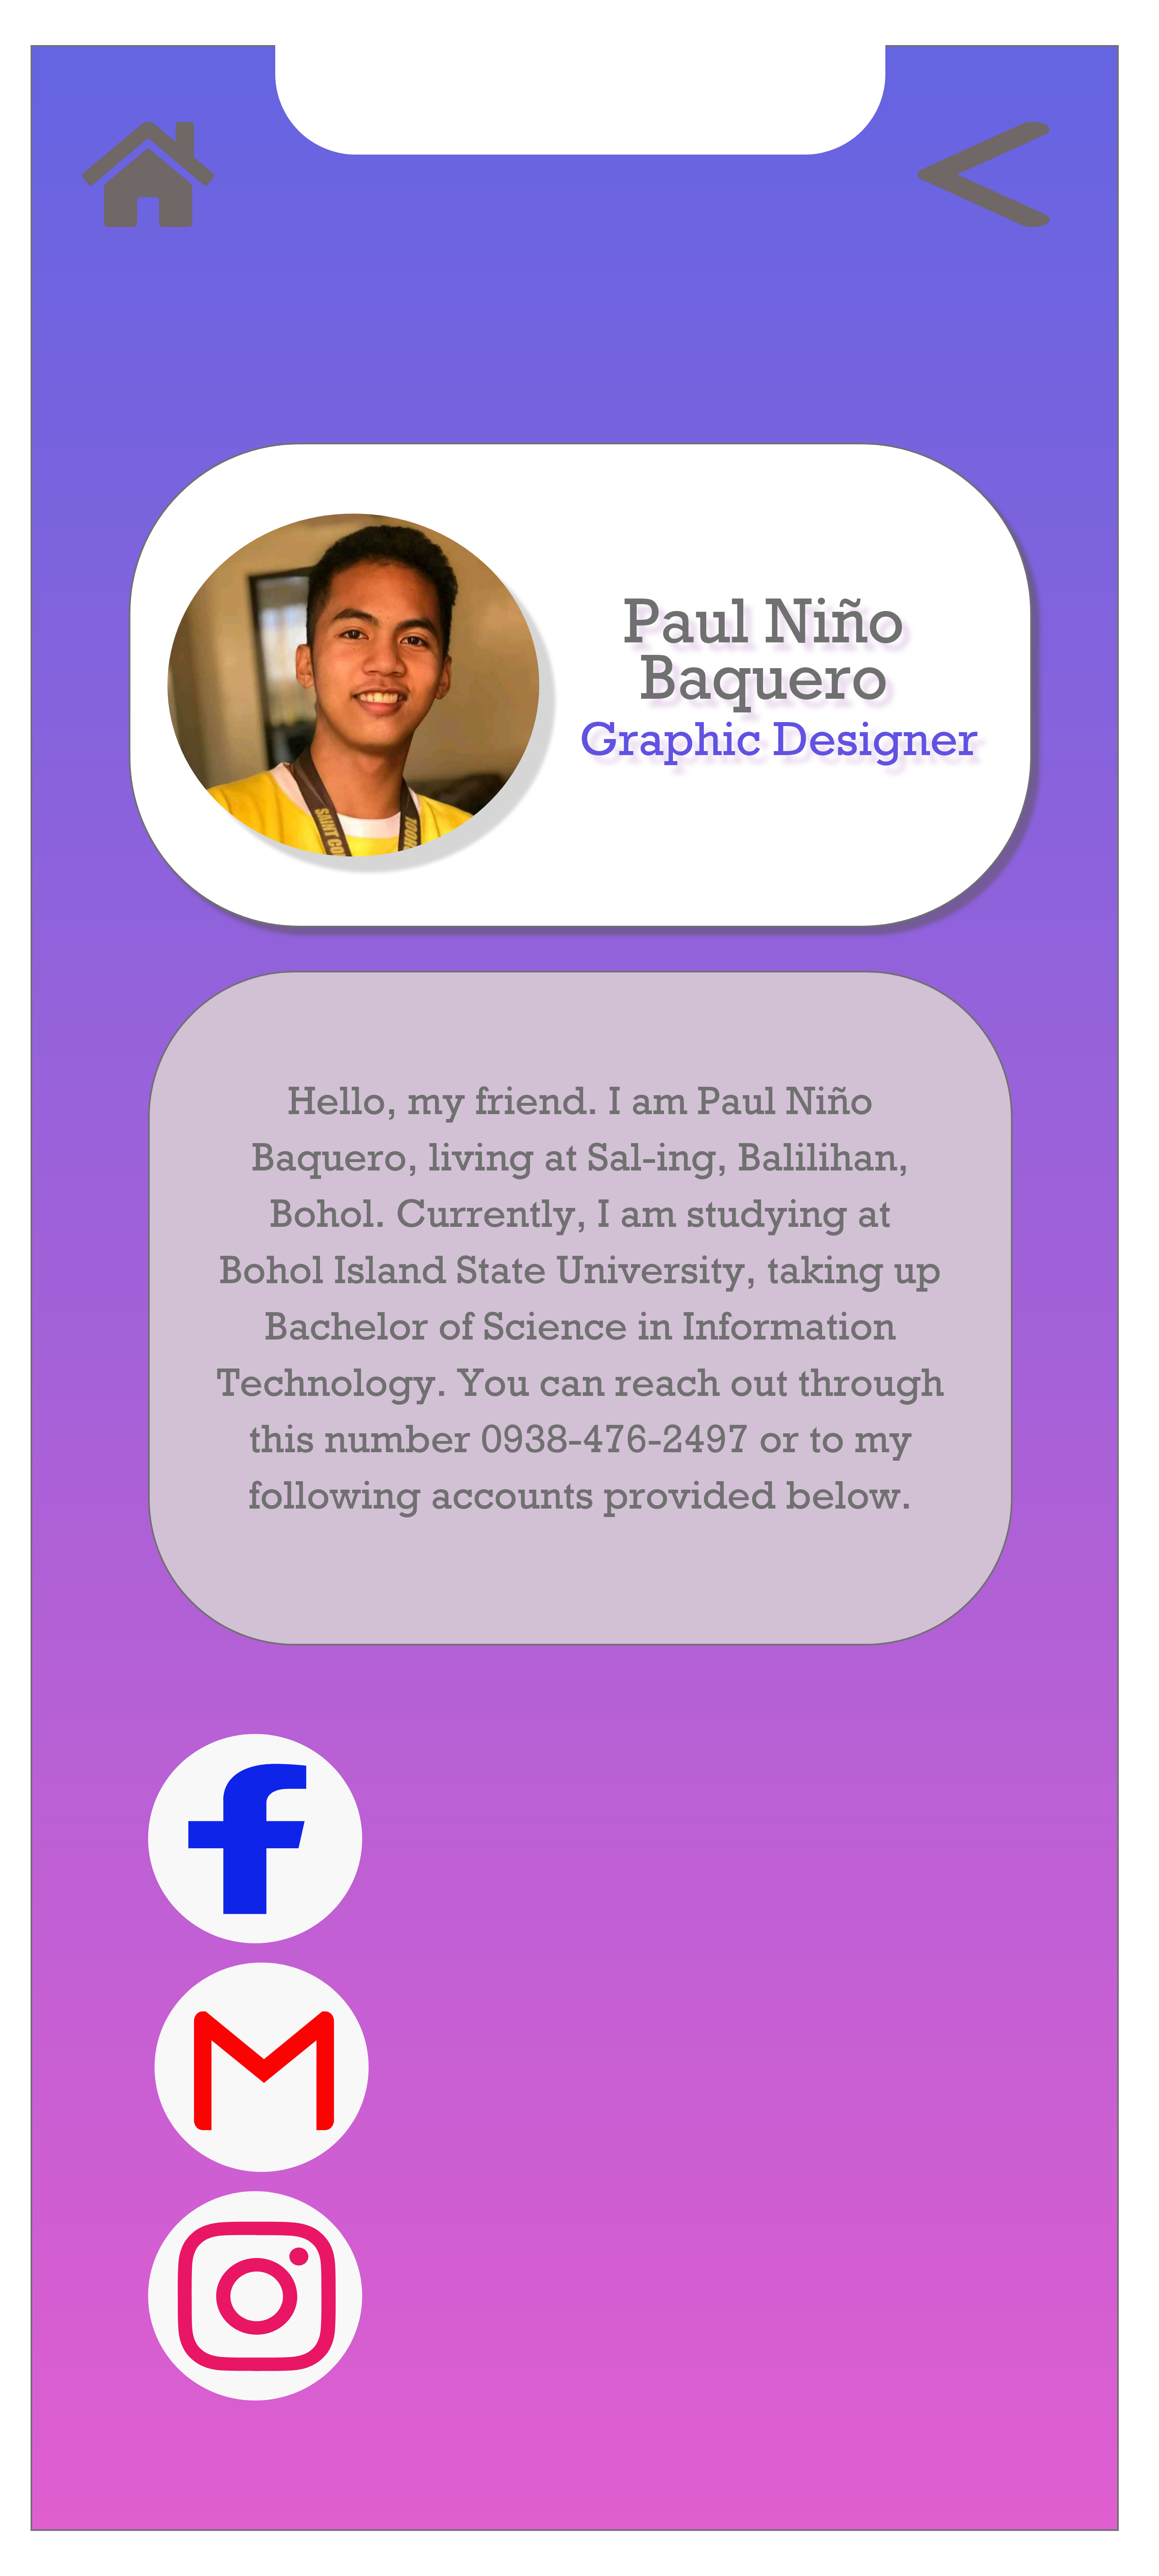 Paul Niño
Baquero
Graphic Designer
Hello, my friend. I am Paul Niño
Baquero, living at Sal-ing, Balilihan,
Bohol. Currently, I am studying at
Bohol Island State University, taking up
Bachelor of Science in Information
Technology. You can reach out through
this number 0938-476-2497 or to my
following accounts provided below.